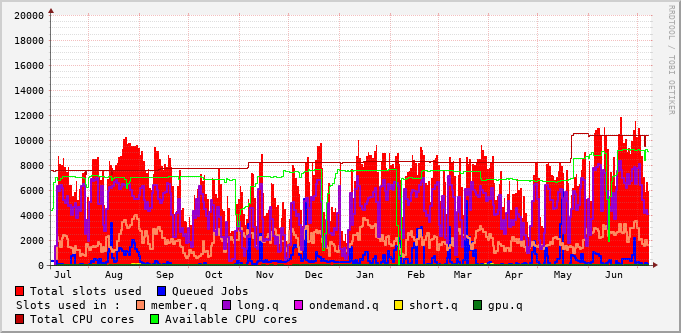 20000
18000
16000
14000
12000
10000
8000
6000
4000
2000
0
Jul Aug Sep Oct Nov Dec Jan Feb Mar Apr May Jun
RRDTOOL / TOBI OETIKER
Total slots used Queued Jobs
Slots used in : member.q long.q ondemand.q short.q gpu.q
Total CPU cores Available CPU cores